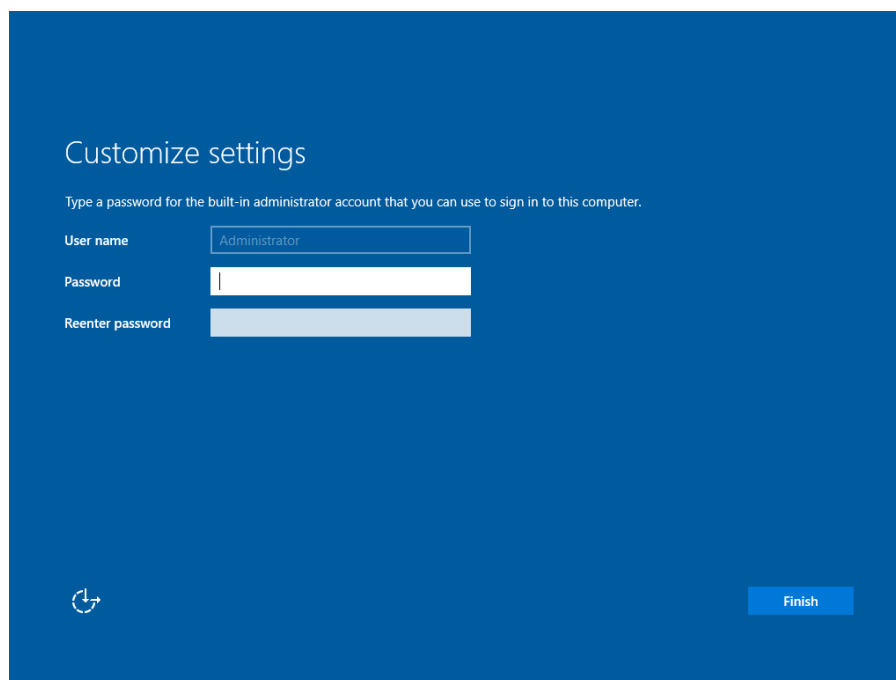 Customize settings
Type a password for the built-in administrator account that you can use to sign in to this computer.
User name Administrator
Password
Reenter password
Finish